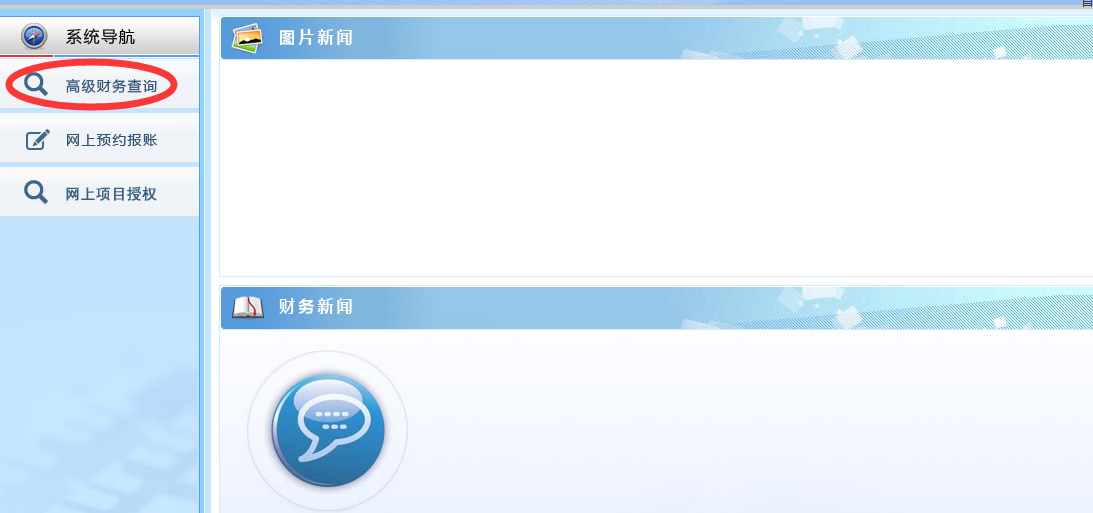 系统导航
高级财务查询
网上预约报账
网上项目授权
图片新闻
财务新闻